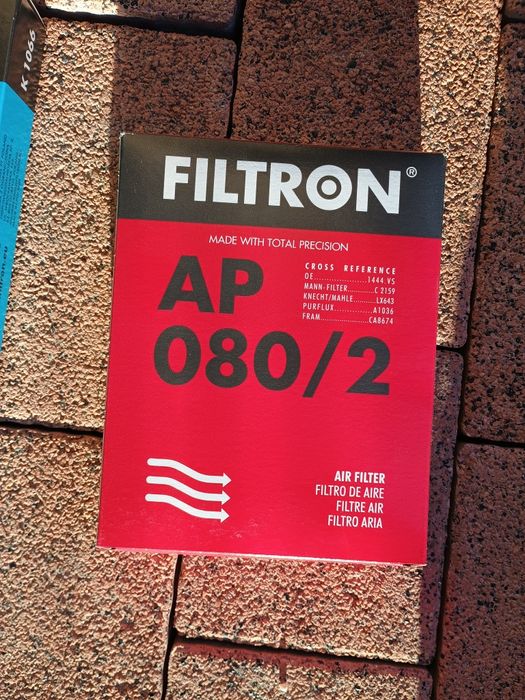 K 1066
FILTRON®
MADE WITH TOTAL PRECISION
AP
080/2
CROSS REFERENCE
OE......................1444.VS
MANN-FILTER...........C 2159
KNECHT/MAHLE.........LX643
PURFLUX................A1036
FRAM....................CA8674
AIR FILTER
FILTRO DE AIRE
FILTRE AIR
FILTRO ARIA